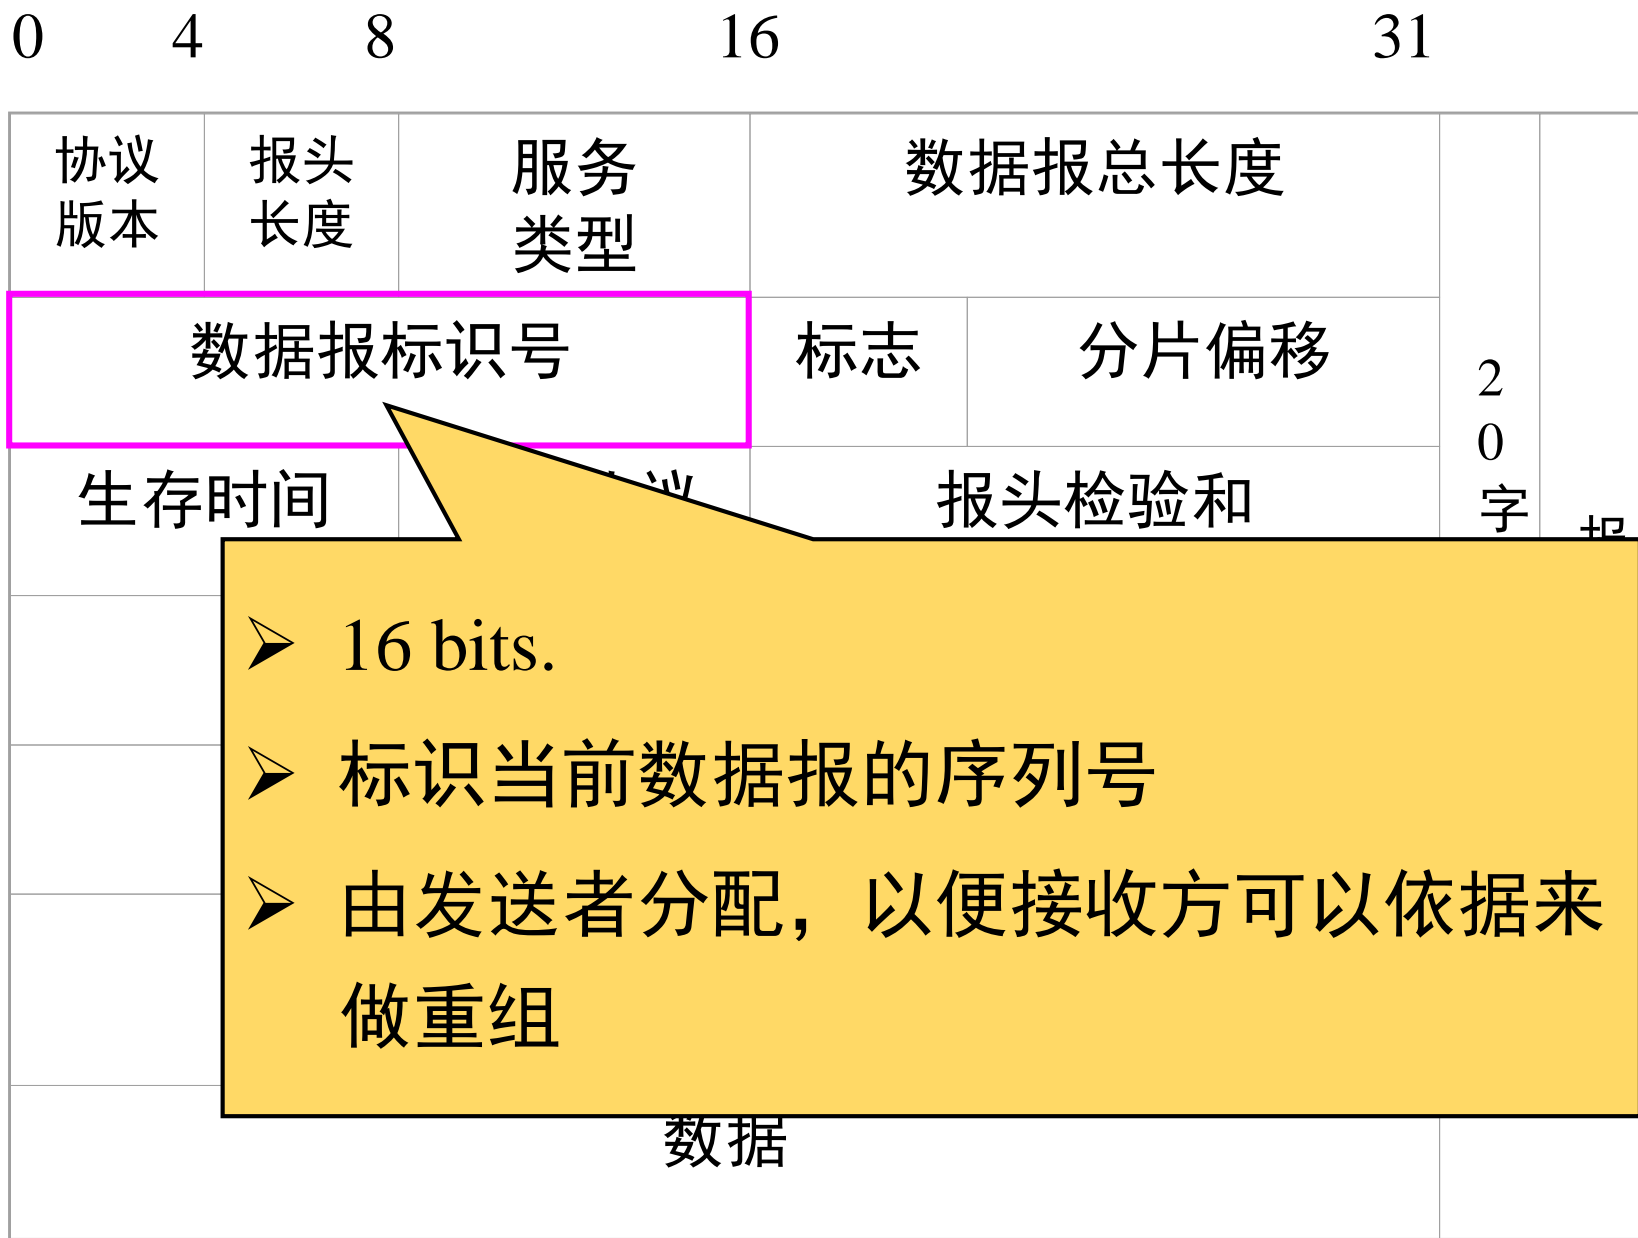 0 4 8 16 31
协议
版本
报头
长度
服务
类型
数据报总长度
数据报标识号
标志
分片偏移
2
0
字
生存时间
报头检验和
16 bits.
标识当前数据报的序列号
由发送者分配，以便接收方可以依据来
做重组
数据